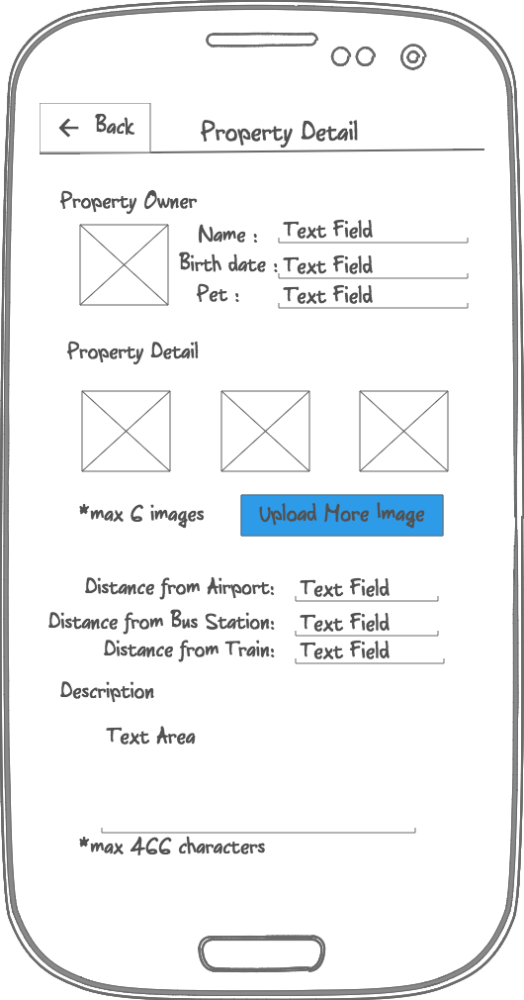 ← Back
Property Detail
Property Owner
Name : Text Field
Birth date : Text Field
Pet : Text Field
Property Detail
*max 6 images
Upload More Image
Distance from Airport: Text Field
Distance from Bus Station: Text Field
Distance from Train: Text Field
Description
Text Area
*max 466 characters